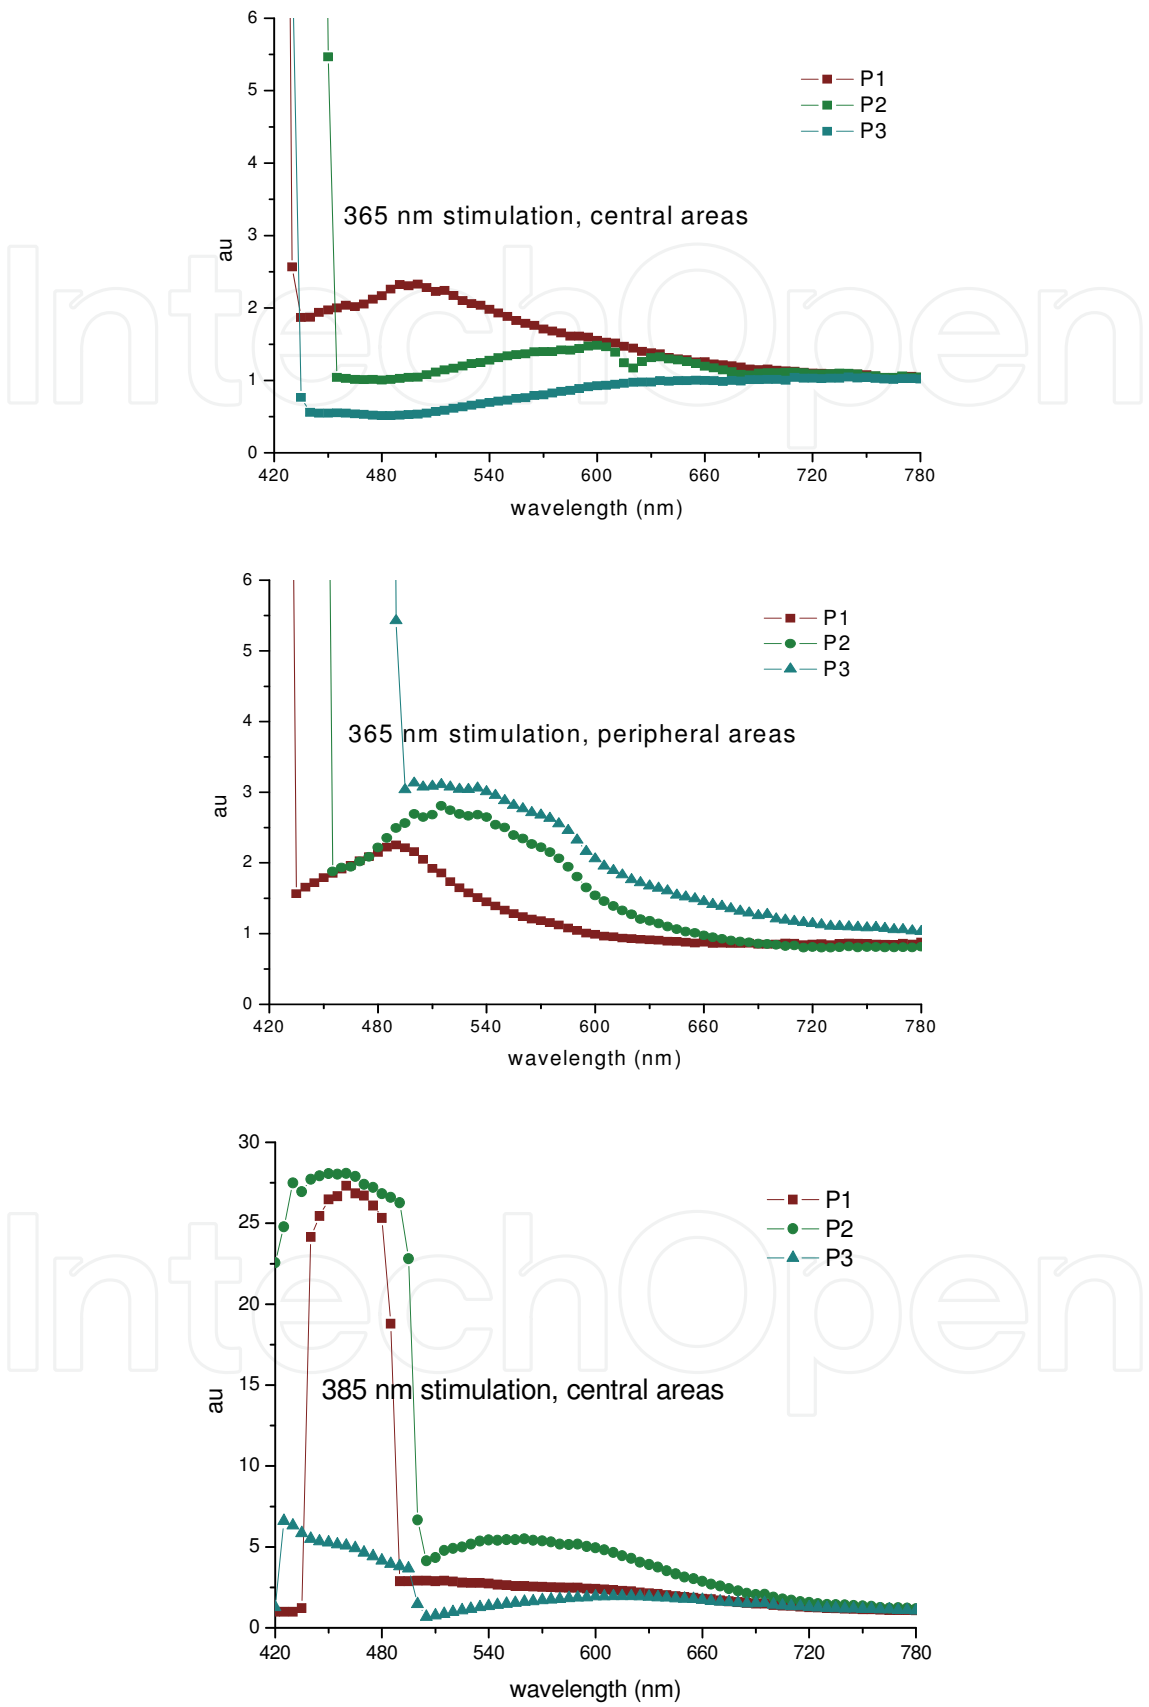 6
5
4
3
2
1
0
420 480 540 600 660 720 780
au
wavelength (nm)
P1
P2
P3
365 nm stimulation, central areas
IntechOpen
6
5
4
3
2
1
0
420 480 540 600 660 720 780
au
wavelength (nm)
P1
P2
P3
365 nm stimulation, peripheral areas
30
25
20
15
10
5
0
420 480 540 600 660 720 780
au
wavelength (nm)
P1
P2
P3
385 nm stimulation, central areas
IntechOpen